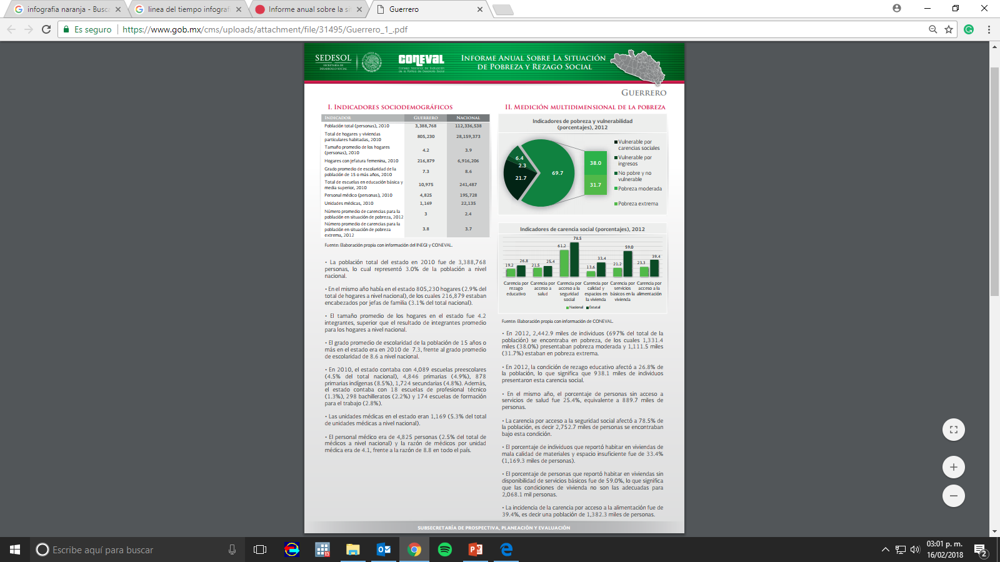 infografia naranja - Busca
linea del tiempo infografi
Informe anual sobre la si
Guerrero
Es seguro
https://www.gob.mx/cms/uploads/attachment/file/31495/Guerrero_1_.pdf
SEDESOL
SECRETARÍA DE
DESARROLLO SOCIAL
CONEVAL
Consejo Nacional de Evaluación
de la Política de Desarrollo Social
INFORME ANUAL SOBRE LA SITUACIÓN
DE POBREZA Y REZAGO SOCIAL
GUERRERO
I. INDICADORES SOCIODEMOGRÁFICOS
INDICADOR GUERRERO NACIONAL
Población total (personas), 2010 3,388,768 112,336,538
Total de hogares y viviendas
particulares habitadas, 2010 805,230 28,159,373
Tamaño promedio de los hogares
(personas), 2010 4.2 3.9
Hogares con jefatura femenina, 2010 216,879 6,916,206
Grado promedio de escolaridad de la
población de 15 o más años, 2010 7.3 8.6
Total de escuelas en educación básica y
media superior, 2010 10,975 241,487
Personal médico (personas), 2010 4,825 195,728
Unidades médicas, 2010 1,169 22,135
Número promedio de carencias para la
población en situación de pobreza, 2012 3 2.4
Número promedio de carencias para la
población en situación de pobreza
extrema, 2012 3.8 3.7
Fuente: Elaboración propia con información del INEGI y CONEVAL.
• La población total del estado en 2010 fue de 3,388,768
personas, lo cual representó 3.0% de la población a nivel
nacional.
• En el mismo año había en el estado 805,230 hogares (2.9% del
total de hogares a nivel nacional), de los cuales 216,879 estaban
encabezados por jefas de familia (3.1% del total nacional).
• El tamaño promedio de los hogares en el estado fue 4.2
integrantes, superior que el resultado de integrantes promedio
para los hogares a nivel nacional.
• El grado promedio de escolaridad de la población de 15 años o
más en el estado era en 2010 de 7.3, frente al grado promedio
de escolaridad de 8.6 a nivel nacional.
• En 2010, el estado contaba con 4,089 escuelas preescolares
(4.5% del total nacional), 4,846 primarias (4.9%), 878
primarias indígenas (8.5%), 1,724 secundarias (4.8%). Además,
el estado contaba con 18 escuelas de profesional técnico
(1.3%), 298 bachilleratos (2.2%) y 174 escuelas de formación
para el trabajo (2.8%).
• Las unidades médicas en el estado eran 1,169 (5.3% del total
de unidades médicas a nivel nacional).
• El personal médico era de 4,825 personas (2.5% del total de
médicos a nivel nacional) y la razón de médicos por unidad
médica era de 4.1, frente a la razón de 8.8 en todo el país.
II. MEDICIÓN MULTIDIMENSIONAL DE LA POBREZA
Indicadores de pobreza y vulnerabilidad
(porcentajes), 2012
6.4
2.3
21.7
69.7
38.0
31.7
Vulnerable por
carencias sociales
Vulnerable por
ingresos
No pobre y no
vulnerable
Pobreza moderada
Pobreza extrema
Indicadores de carencia social (porcentajes), 2012
19.2 26.8 21.5 25.4 61.2 78.5 13.6 33.4 21.2 59.0 23.3 39.4
Carencia por Carencia por Carencia por Carencia por Carencia por Carencia por
rezago acceso a acceso a la calidad y servicios acceso a la
educativo salud seguridad espacios en básicos en la alimentación
social la vivienda vivienda
Nacional Estatal
Fuente: Elaboración propia con información de CONEVAL.
• En 2012, 2,442.9 miles de individuos (697% del total de la
población) se encontraba en pobreza, de los cuales 1,331.4
miles (38.0%) presentaban pobreza moderada y 1,111.5 miles
(31.7%) estaban en pobreza extrema.
• En 2012, la condición de rezago educativo afectó a 26.8% de
la población, lo que significa que 938.1 miles de individuos
presentaron esta carencia social.
• En el mismo año, el porcentaje de personas sin acceso a
servicios de salud fue 25.4%, equivalente a 889.7 miles de
personas.
• La carencia por acceso a la seguridad social afectó a 78.5% de
la población, es decir 2,752.7 miles de personas se encontraban
bajo esta condición.
• El porcentaje de individuos que reportó habitar en viviendas de
mala calidad de materiales y espacio insuficiente fue de 33.4%
(1,169.3 miles de personas).
• El porcentaje de personas que reportó habitar en viviendas sin
disponibilidad de servicios básicos fue de 59.0%, lo que significa
que las condiciones de vivienda no son las adecuadas para
2,068.1 mil personas.
• La incidencia de la carencia por acceso a la alimentación fue de
39.4%, es decir una población de 1,382.3 miles de personas.
SUBSECRETARÍA DE PROSPECTIVA, PLANEACIÓN Y EVALUACIÓN
Escribe aquí para buscar
03:01 p. m.
16/02/2018
2